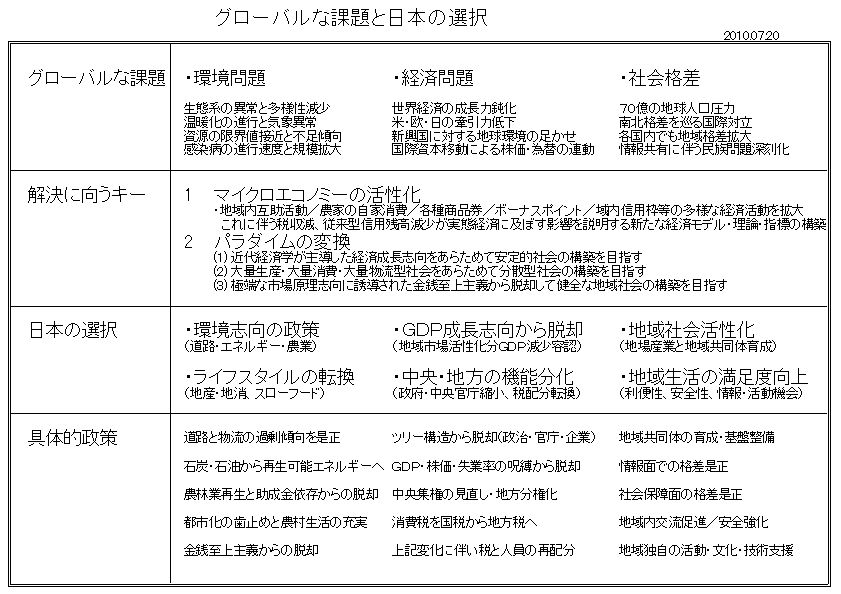 グローバルな課題と日本の選択
2010.07.20
グローバルな課題 ・環境問題 ・経済問題 ・社会格差
生態系の異常と多様性減少 世界経済の成長力鈍化 70億の地球人口圧力
温暖化の進行と気象異常 米・欧・日の牽引力低下 南北格差を巡る国際対立
資源の限界値接近と不足傾向 新興国に対する地球環境の足かせ 各国内でも地域格差拡大
感染病の進行速度と規模拡大 国際資本移動による株価・為替の連動 情報共有に伴う民族問題深刻化
解決に向うキー 1 マイクロエコノミーの活性化
・地域内互助活動／農家の自家消費／各種商品券／ボーナスポイント／域内信用枠等の多様な経済活動を拡大
これに伴う税収減、従来型信用残高減少が実態経済に及ぼす影響を説明する新たな経済モデル・理論・指標の構築
2 パラダイムの変換
(1) 近代経済学が主導した経済成長志向をあらためて安定的社会の構築を目指す
(2) 大量生産・大量消費・大量物流型社会をあらためて分散型社会の構築を目指す
(3) 極端な市場原理志向に誘導された金銭至上主義から脱却して健全な地域社会の構築を目指す
日本の選択 ・環境志向の政策 ・GDP成長志向から脱却 ・地域社会活性化
(道路・エネルギー・農業) (地域市場活性化分GDP減少容認) (地場産業と地域共同体育成)
・ライフスタイルの転換 ・中央・地方の機能分化 ・地域生活の満足度向上
(地産・地消、スローフード) (政府・中央官庁縮小、税配分転換) (利便性、安全性、情報・活動機会)
具体的政策 道路と物流の過剰傾向を是正 ツリー構造から脱却(政治・官庁・企業) 地域共同体の育成・基盤整備
石炭・石油から再生可能エネルギーへ GDP・株価・失業率の呪縛から脱却 情報面での格差是正
農林業再生と助成金依存からの脱却 中央集権の見直し・地方分権化 社会保障面の格差是正
都市化の歯止めと農村生活の充実 消費税を国税から地方税へ 地域内交流促進／安全強化
金銭至上主義からの脱却 上記変化に伴い税と人員の再配分 地域独自の活動・文化・技術支援